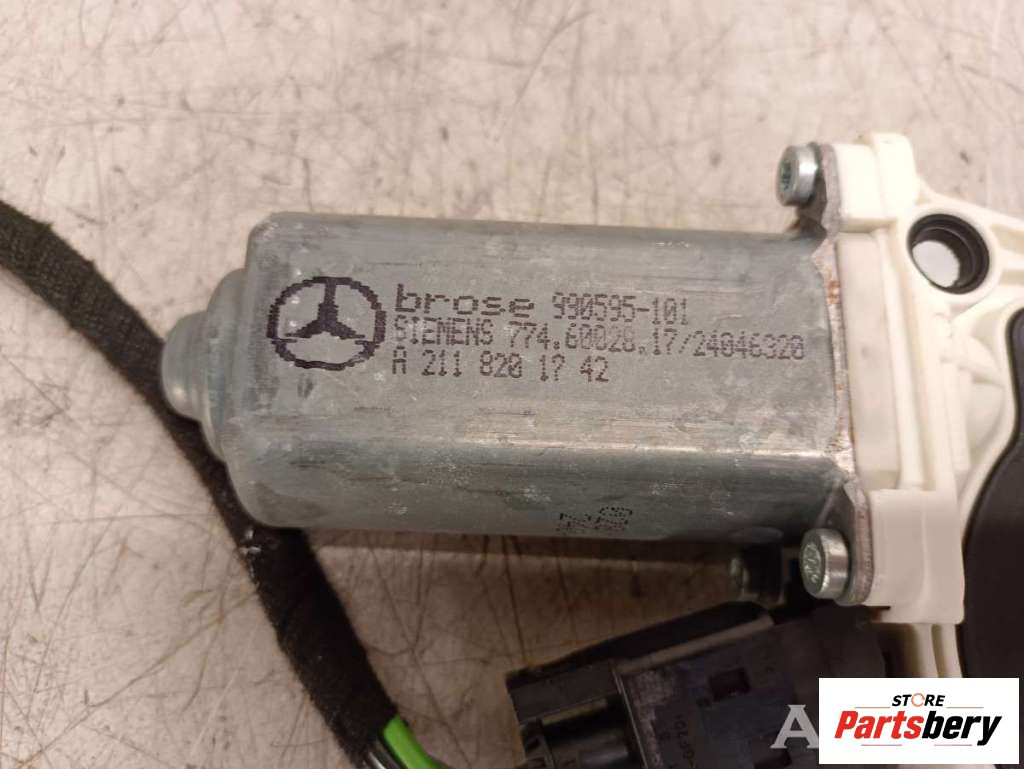 brose 990595-101
SIEMENS 774.60028.17/24046320
A 211 820 17 42
STORE
Partsbery
A